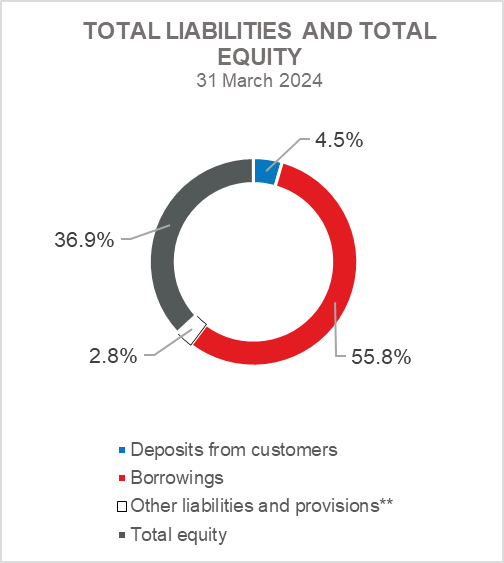 TOTAL LIABILITIES AND TOTAL
EQUITY
31 March 2024
4.5%
36.9%
2.8%
55.8%
Deposits from customers
Borrowings
Other liabilities and provisions**
Total equity